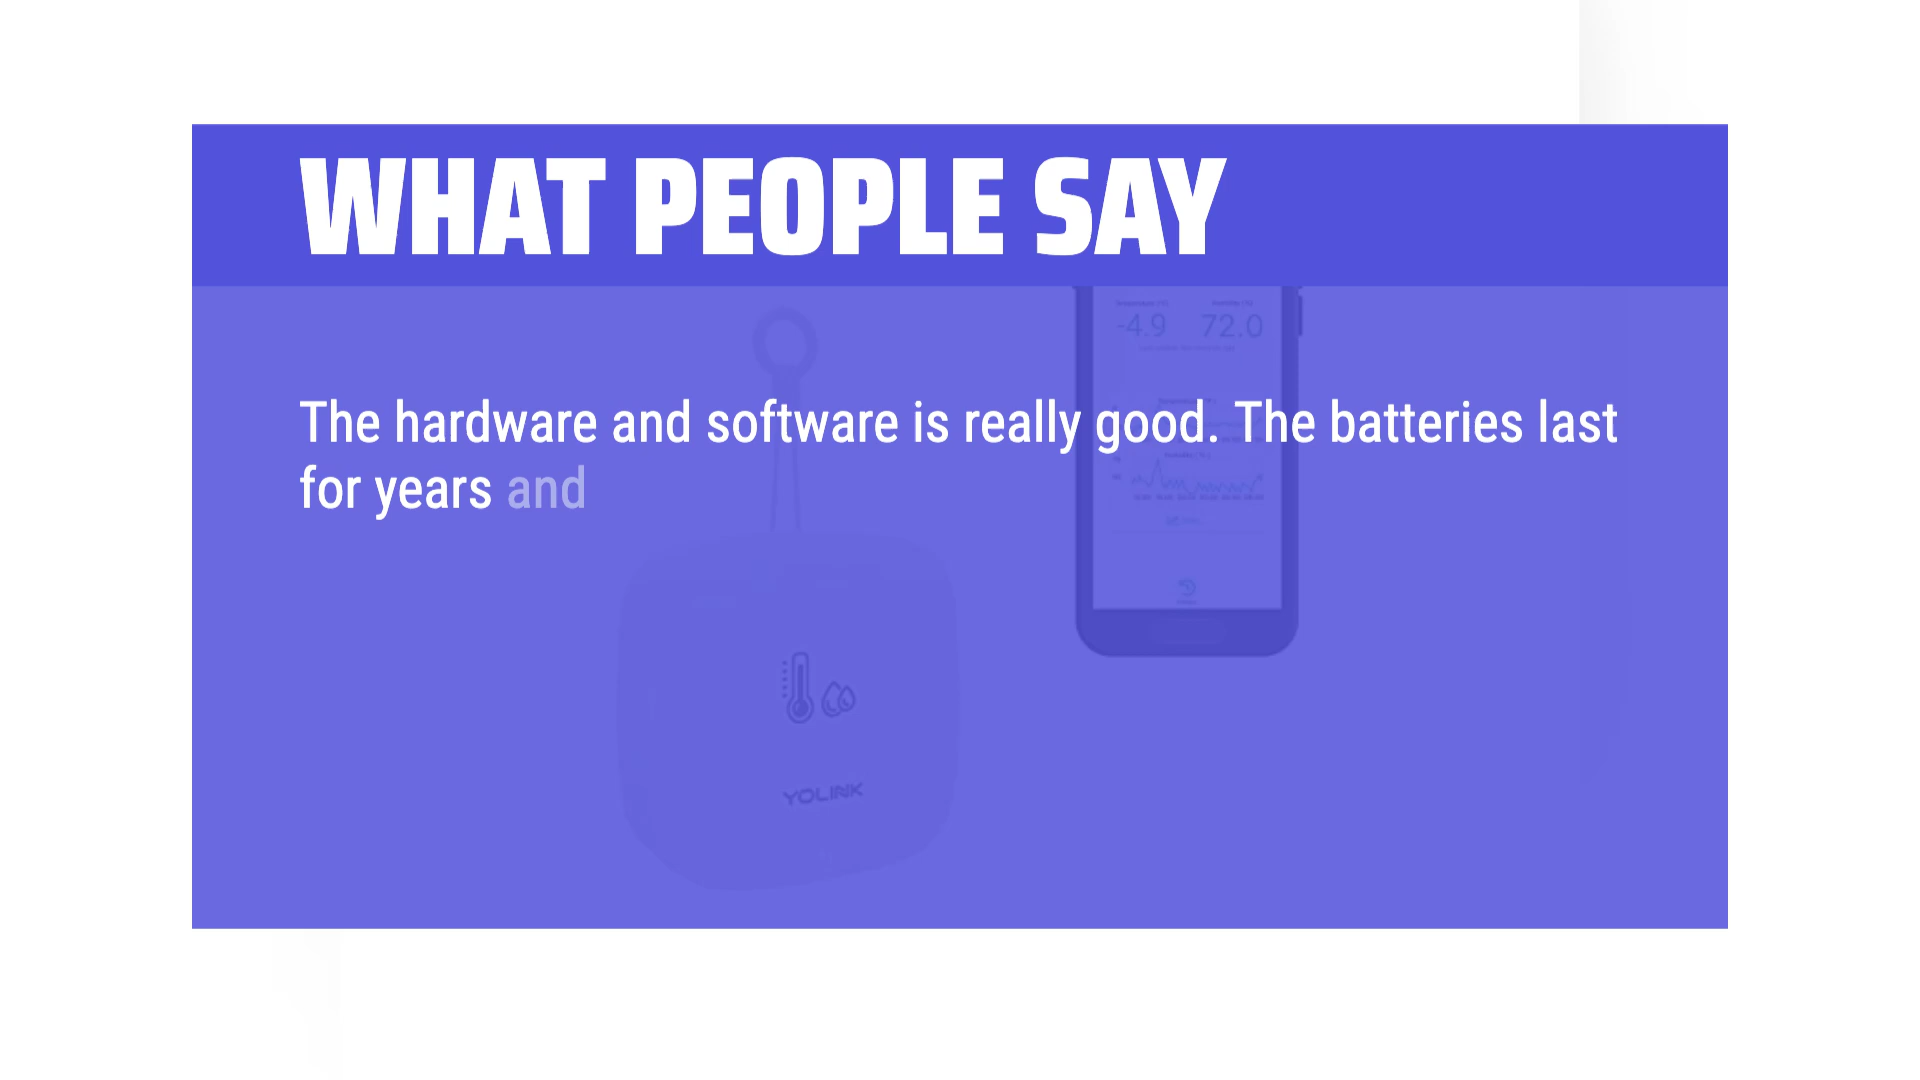 WHAT PEOPLE SAY
-4.9 72.0
The hardware and software is really good. The batteries last
for years and
YOLINK